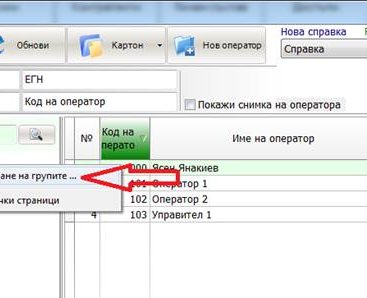 Нова справка
Обнови
Картон
Нов оператор
Справка
ЕГН
Код на оператор
Покажи снимка на оператора
№
Код на
перато
Име на оператор
000 Ясен Янакиев
ане на групите ...
101 Оператор 1
чки страници
102 Оператор 2
4 103 Управител 1